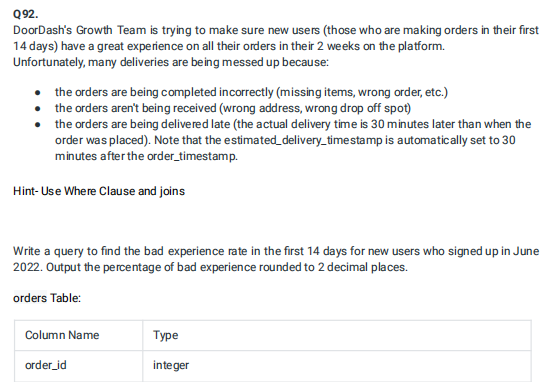 Q92.
DoorDash's Growth Team is trying to make sure new users (those who are making orders in their first
14 days) have a great experience on all their orders in their 2 weeks on the platform.
Unfortunately, many deliveries are being messed up because:
• the orders are being completed incorrectly (missing items, wrong order, etc.)
• the orders aren't being received (wrong address, wrong drop off spot)
• the orders are being delivered late (the actual delivery time is 30 minutes later than when the
order was placed). Note that the estimated_delivery_timestamp is automatically set to 30
minutes after the order_timestamp.
Hint- Use Where Clause and joins
Write a query to find the bad experience rate in the first 14 days for new users who signed up in June
2022. Output the percentage of bad experience rounded to 2 decimal places.
orders Table:
Column Name Type
order_id integer